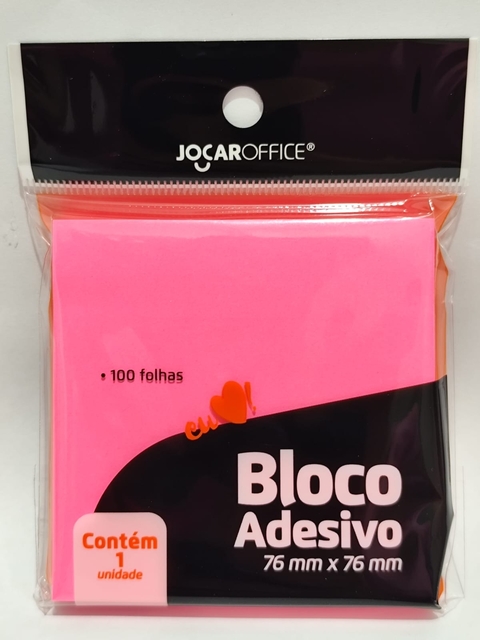 JOCAROFFICE®
• 100 folhas
eu !
Bloco
Adesivo
76 mm x 76 mm
Contém
1
unidade